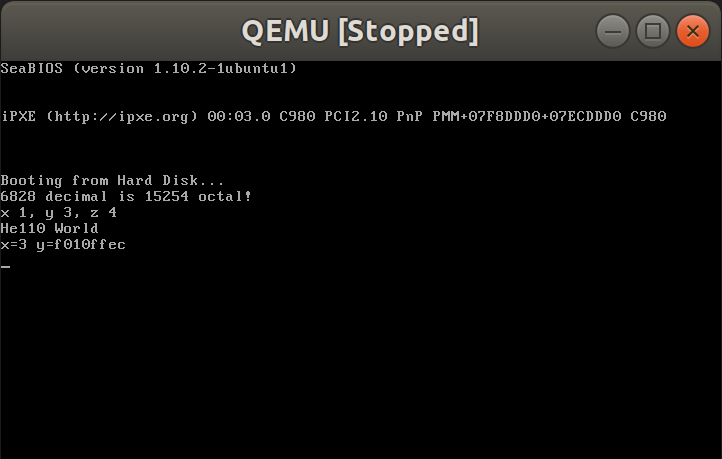 QEMU [Stopped]
SeaBIOS (version 1.10.2-1ubuntu1)
iPXE (http://ipxe.org) 00:03.0 C980 PCI2.10 PnP PMM+07F8DDD0+07ECDDD0 C980
Booting from Hard Disk...
6828 decimal is 15254 octal!
x 1, y 3, z 4
He110 World
x=3 y=f010ffec